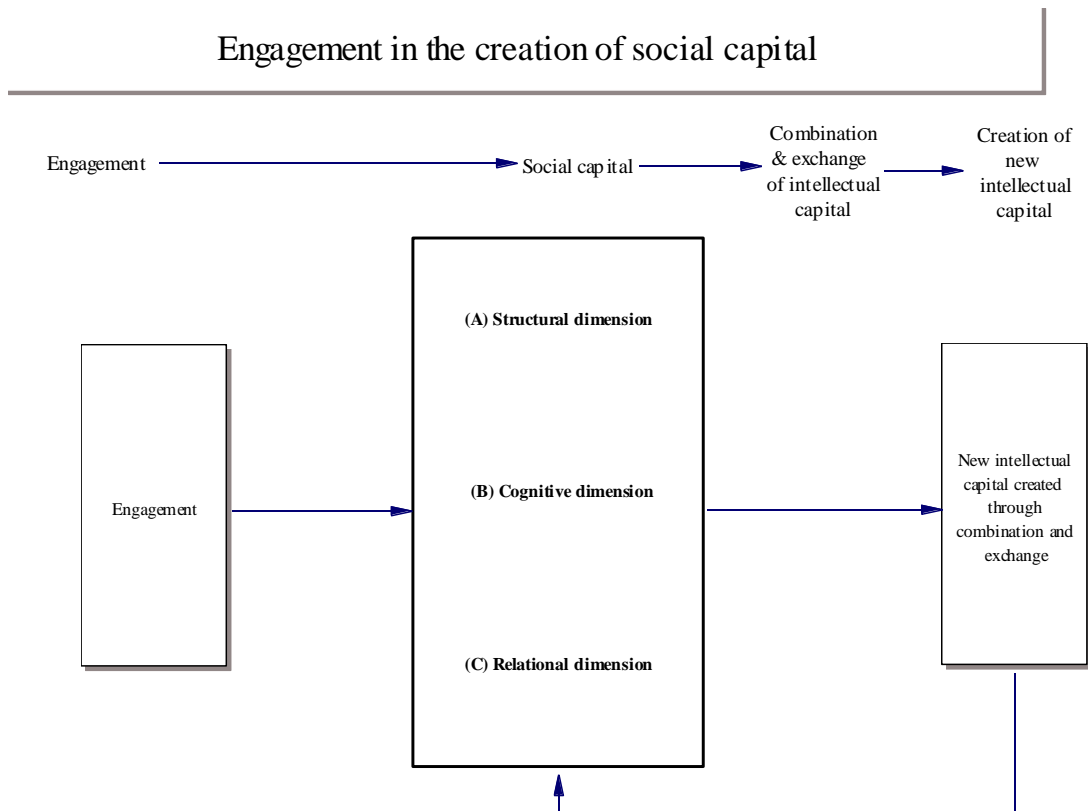 Engagement in the creation of social capital
Engagement
Social capital
Combination
& exchange
of intellectual
capital
Creation of
new
intellectual
capital
(A) Structural dimension
(B) Cognitive dimension
(C) Relational dimension
Engagement
New intellectual
capital created
through
combination and
exchange